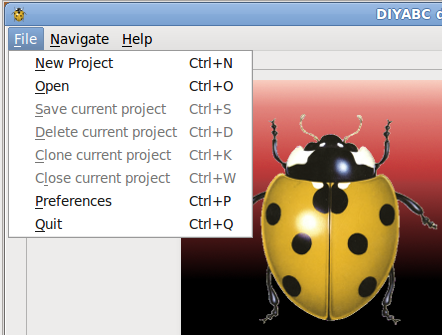 DIYABC
File Navigate Help
New Project Ctrl+N
Open Ctrl+O
Save current project Ctrl+S
Delete current project Ctrl+D
Clone current project Ctrl+K
Close current project Ctrl+W
Preferences Ctrl+P
Quit Ctrl+Q